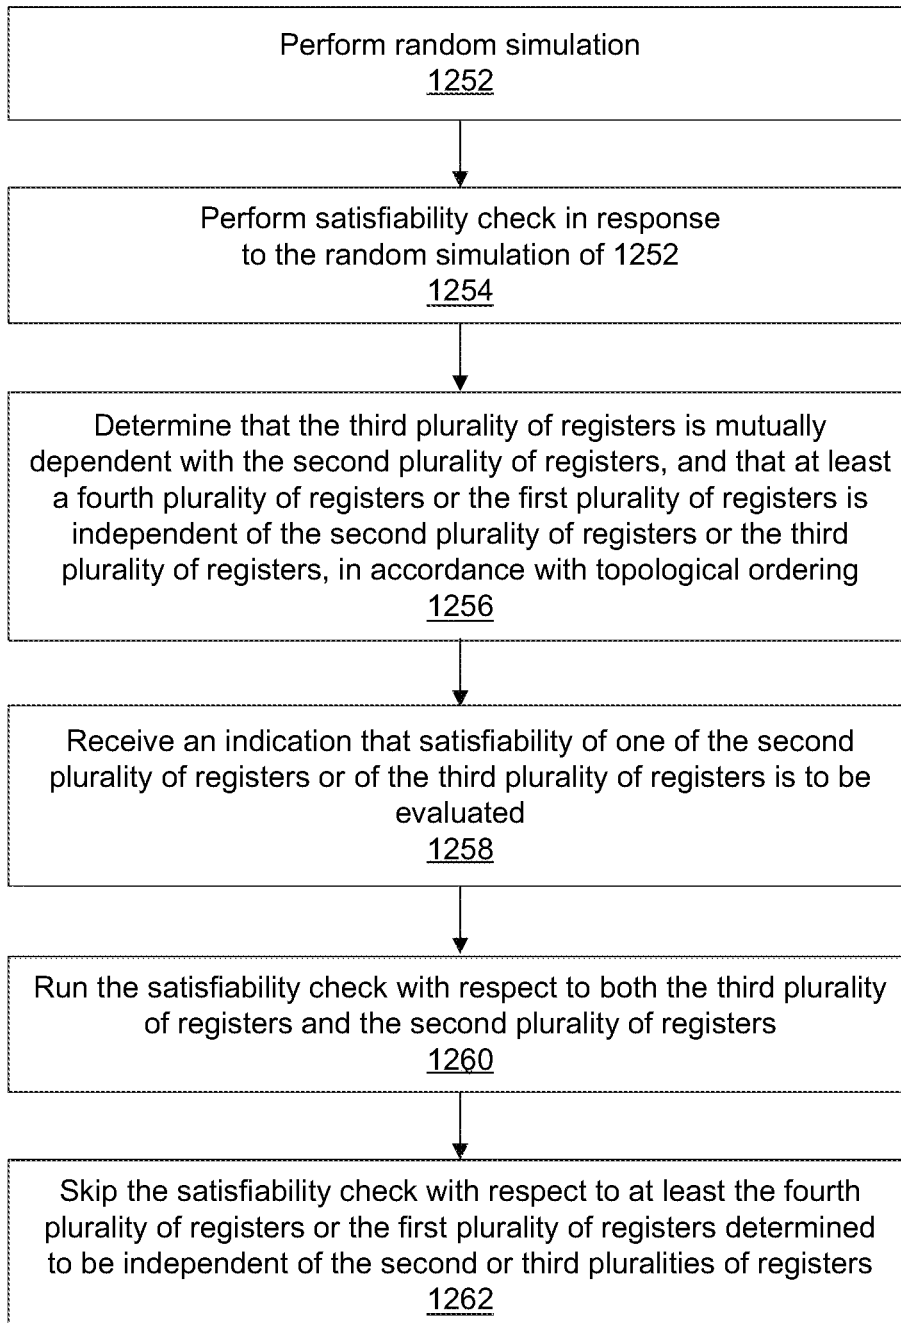 Perform random simulation
1252
Perform satisfiability check in response
to the random simulation of 1252
1254
Determine that the third plurality of registers is mutually
dependent with the second plurality of registers, and that at least
a fourth plurality of registers or the first plurality of registers is
independent of the second plurality of registers or the third
plurality of registers, in accordance with topological ordering
1256
Receive an indication that satisfiability of one of the second
plurality of registers or of the third plurality of registers is to be
evaluated
1258
Run the satisfiability check with respect to both the third plurality
of registers and the second plurality of registers
1260
Skip the satisfiability check with respect to at least the fourth
plurality of registers or the first plurality of registers determined
to be independent of the second or third pluralities of registers
1262